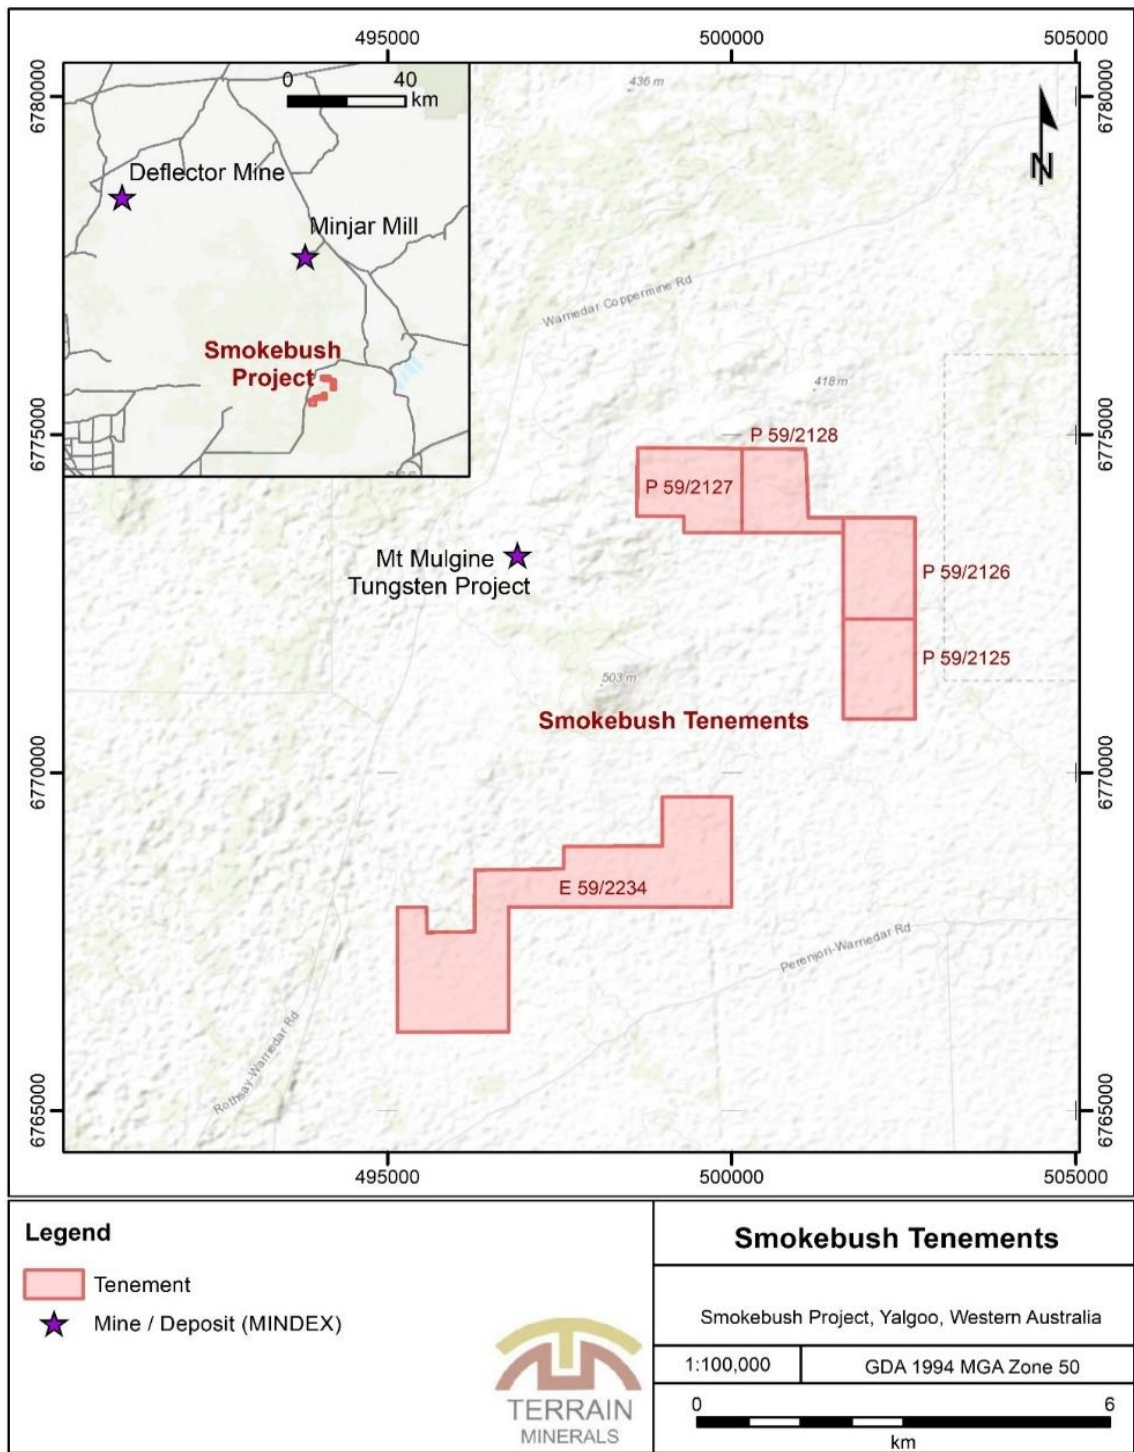 495000
500000
505000
6780000
6780000
0
40
km
436 m
N
Deflector Mine
Minjar Mill
Warriedar Coppermine Rd
Smokebush
Project
418 m
6775000
6775000
P 59/2128
P 59/2127
Mt Mulgine
Tungsten Project
P 59/2126
P 59/2125
503 m
Smokebush Tenements
6770000
6770000
E 59/2234
Perenjori-Warriedar Rd
Rothsay-Warriedar Rd
6765000
6765000
495000
500000
505000
Legend
Tenement
Mine / Deposit (MINDEX)
TERRAIN
MINERALS
Smokebush Tenements
Smokebush Project, Yalgoo, Western Australia
1:100,000
GDA 1994 MGA Zone 50
0
6
km